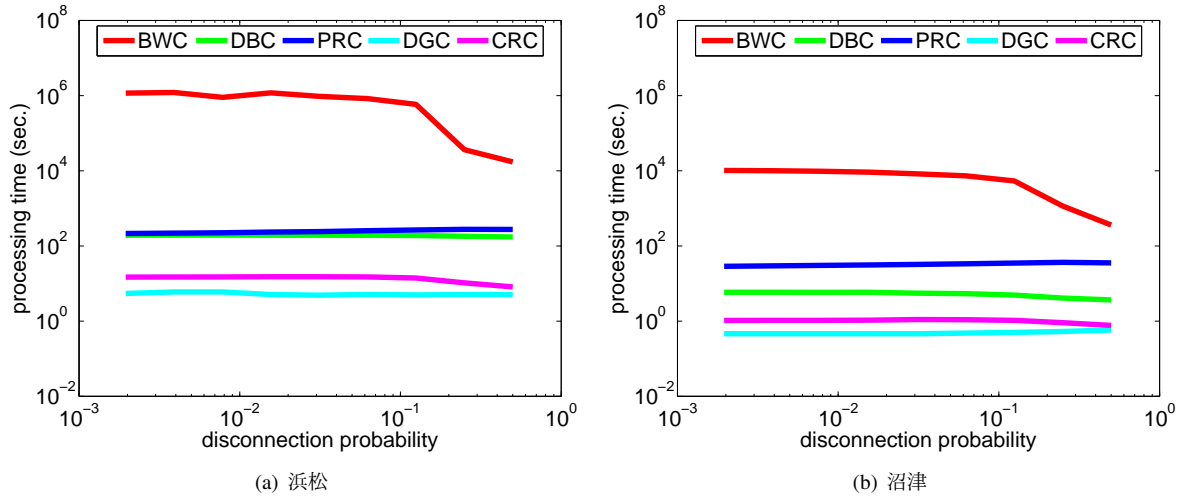 10^8
BWC DBC PRC DGC CRC
10^6
10^4
10^2
10^0
10^-2
processing time (sec.)
10^-3 10^-2 10^-1 10^0
disconnection probability
(a) 浜松
10^8
BWC DBC PRC DGC CRC
10^6
10^4
10^2
10^0
10^-2
processing time (sec.)
10^-3 10^-2 10^-1 10^0
disconnection probability
(b) 沼津